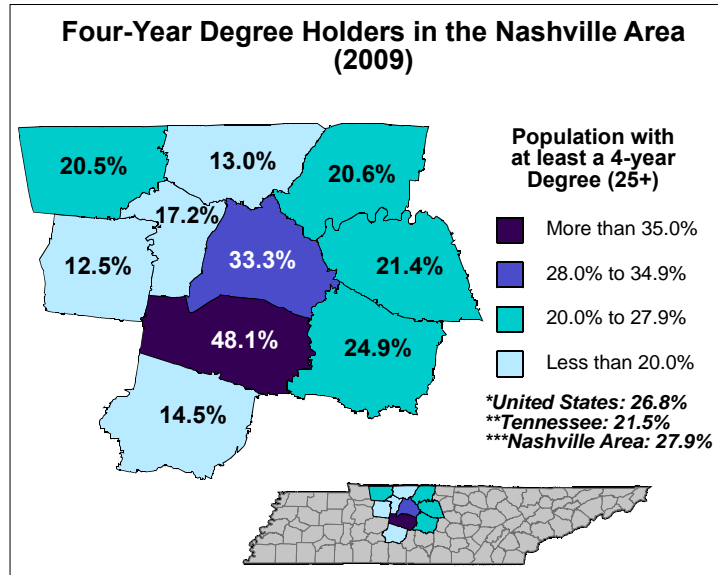 Four-Year Degree Holders in the Nashville Area
(2009)
20.5%
13.0%
20.6%
17.2%
12.5%
33.3%
21.4%
48.1%
24.9%
14.5%
Population with
at least a 4-year
Degree (25+)
More than 35.0%
28.0% to 34.9%
20.0% to 27.9%
Less than 20.0%
*United States: 26.8%
**Tennessee: 21.5%
***Nashville Area: 27.9%